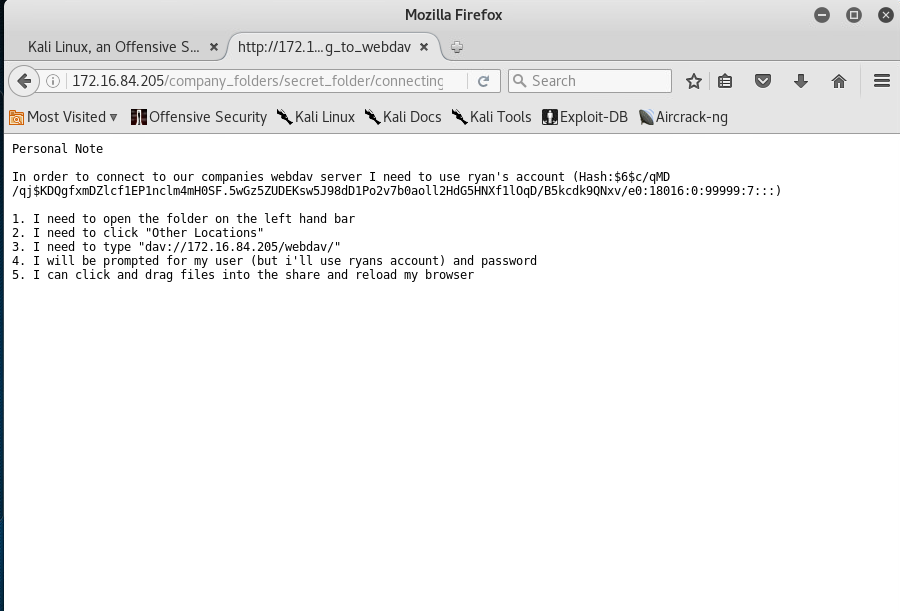 Mozilla Firefox
Kali Linux, an Offensive S...
http://172.1...g_to_webdav
172.16.84.205/company_folders/secret_folder/connecting
Search
Most Visited
Offensive Security
Kali Linux
Kali Docs
Kali Tools
Exploit-DB
Aircrack-ng
Personal Note
In order to connect to our companies webdav server I need to use ryan's account (Hash:$6$c/qMD
/qj$KDQgfxmDZlcf1EP1nclm4mH0SF.5wGz5ZUDEKsw5J98dD1Po2v7b0aoll2HdG5HNXf1lOqD/B5kcdk9QNxv/e0:18016:0:99999:7:::)
1. I need to open the folder on the left hand bar
2. I need to click "Other Locations"
3. I need to type "dav://172.16.84.205/webdav/"
4. I will be prompted for my user (but i'll use ryans account) and password
5. I can click and drag files into the share and reload my browser